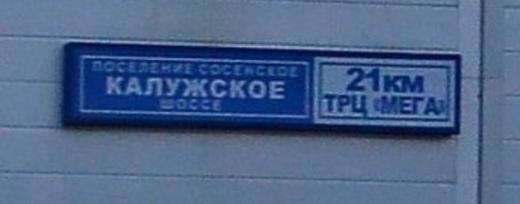 ПОСЕЛЕНИЕ СОСЕНСКОЕ
КАЛУЖСКОЕ
ШОССЕ
21КМ
ТРЦ «МЕГА»